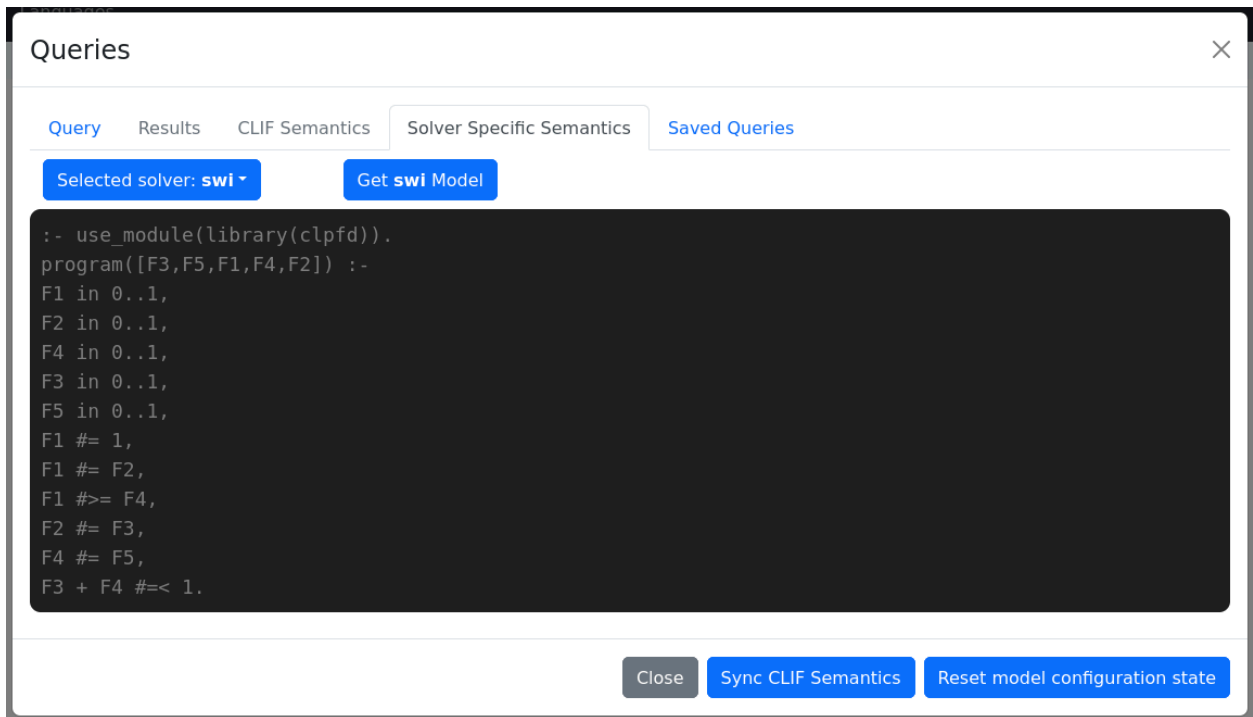 Languages
Queries
Query Results CLIF Semantics Solver Specific Semantics Saved Queries
Selected solver: swi Get swi Model
:- use_module(library(clpfd)).
program([F3,F5,F1,F4,F2]) :-
F1 in 0..1,
F2 in 0..1,
F4 in 0..1,
F3 in 0..1,
F5 in 0..1,
F1 #= 1,
F1 #= F2,
F1 #>= F4,
F2 #= F3,
F4 #= F5,
F3 + F4 #=< 1.
Close Sync CLIF Semantics Reset model configuration state